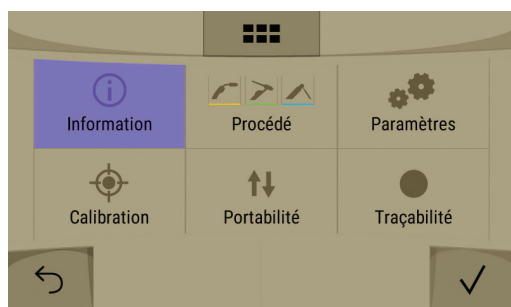 Information
Procédé
Paramètres
Calibration
Portabilité
Traçabilité